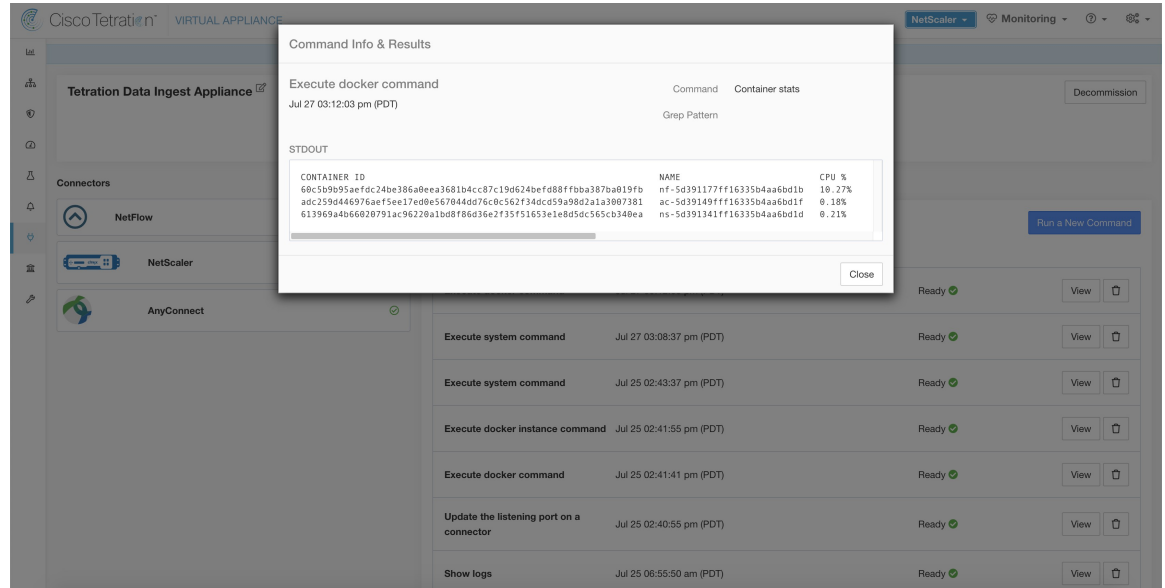 Cisco Tetration™ VIRTUAL APPLIANCE
NetScaler
Monitoring
Command Info & Results
Execute docker command
Jul 27 03:12:03 pm (PDT)
Command Container stats
Grep Pattern
STDOUT
CONTAINER ID NAME CPU %
60c5b9b95aefdc24be386a0eea3681b4cc87c19d624befd88ffbba387ba019fb nf-5d391177ff16335b4aa6bd1b 10.27%
adc259d446976aef5ee17ed0e567044dd76c0c562f34dcd59a98d2a1a3007381 ac-5d39149fff16335b4aa6bd1f 0.18%
613969a4b66020791ac96220a1bd8f86d36e2f35f51653e1e8d5dc565cb340ea ns-5d391341ff16335b4aa6bd1d 0.21%
Close
Tetration Data Ingest Appliance
Decommission
Connectors
NetFlow
NetScaler
AnyConnect
Run a New Command
Ready View
Execute system command Jul 27 03:08:37 pm (PDT) Ready View
Execute system command Jul 25 02:43:37 pm (PDT) Ready View
Execute docker instance command Jul 25 02:41:55 pm (PDT) Ready View
Execute docker command Jul 25 02:41:41 pm (PDT) Ready View
Update the listening port on a
connector
Jul 25 02:40:55 pm (PDT) Ready View
Show logs Jul 25 06:55:50 am (PDT) Ready View